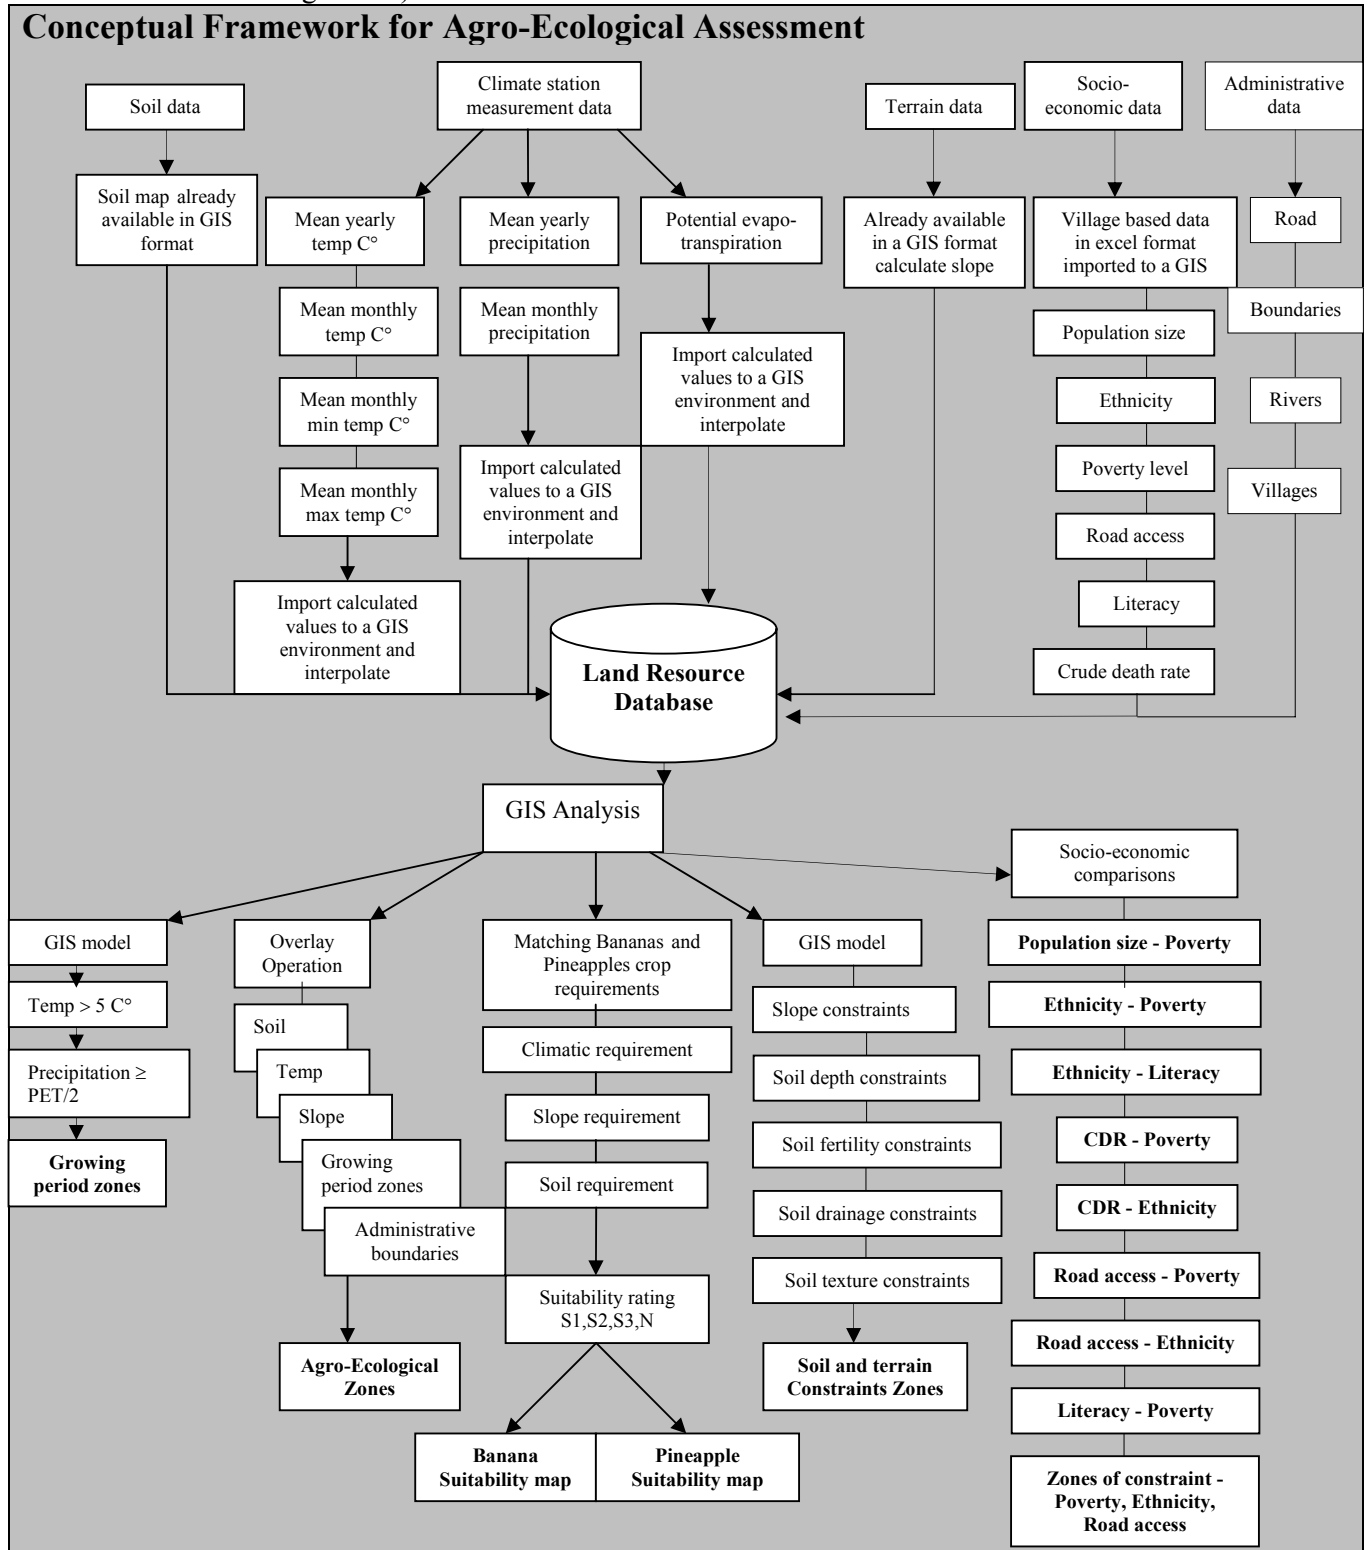 Conceptual Framework for Agro-Ecological Assessment
Soil data
Climate station
measurement data
Terrain data
Socio-
economic data
Administrative
data
Soil map already
available in GIS
format
Mean yearly
temp C°
Mean yearly
precipitation
Potential evapo-
transpiration
Already available
in a GIS format
calculate slope
Village based data
in excel format
imported to a GIS
Road
Mean monthly
temp C°
Mean monthly
precipitation
Boundaries
Population size
Import calculated
values to a GIS
environment and
interpolate
Mean monthly
min temp C°
Ethnicity
Rivers
Mean monthly
max temp C°
Import calculated
values to a GIS
environment and
interpolate
Poverty level
Villages
Road access
Import calculated
values to a GIS
environment and
interpolate
Literacy
Crude death rate
Land Resource
Database
GIS Analysis
Socio-economic
comparisons
GIS model
Temp > 5 C°
Precipitation ≥
PET/2
Growing
period zones
Overlay
Operation
Soil
Temp
Slope
Growing
period zones
Administrative
boundaries
Agro-Ecological
Zones
Matching Bananas and
Pineapples crop
requirements
Climatic requirement
Slope requirement
Soil requirement
Suitability rating
S1,S2,S3,N
Banana
Suitability map
Pineapple
Suitability map
GIS model
Slope constraints
Soil depth constraints
Soil fertility constraints
Soil drainage constraints
Soil texture constraints
Soil and terrain
Constraints Zones
Population size - Poverty
Ethnicity - Poverty
Ethnicity - Literacy
CDR - Poverty
CDR - Ethnicity
Road access - Poverty
Road access - Ethnicity
Literacy - Poverty
Zones of constraint -
Poverty, Ethnicity,
Road access